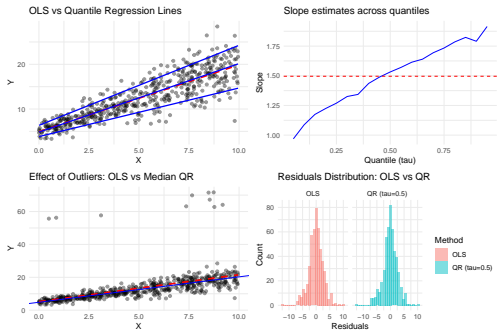 OLS vs Quantile Regression Lines
Y
20
10
0.0 2.5 5.0 7.5 10.0
X
Slope estimates across quantiles
Slope
1.75
1.50
1.25
1.00
0.25 0.50 0.75
Quantile (tau)
Effect of Outliers: OLS vs Median QR
Y
60
40
20
0
0.0 2.5 5.0 7.5 10.0
X
Residuals Distribution: OLS vs QR
OLS QR (tau=0.5)
Count
80
60
40
20
0
-10 -5 0 5 10 -10 -5 0 5 10
Residuals
Method
OLS
QR (tau=0.5)